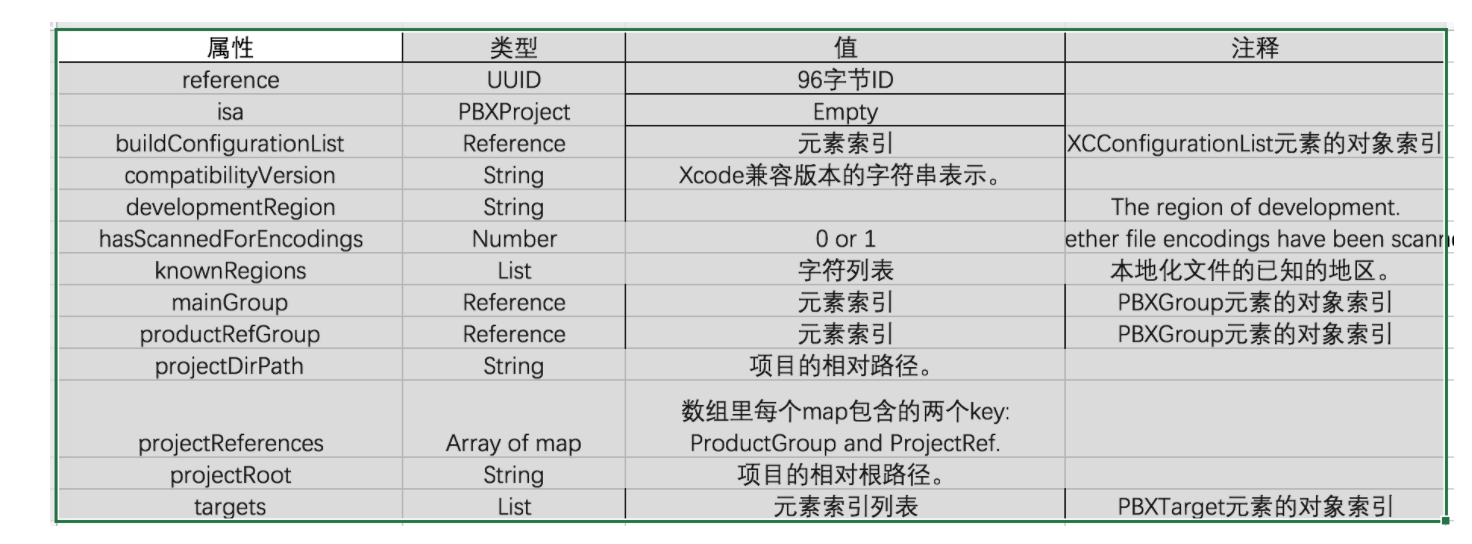 属性 类型 值 注释
reference UUID 96字节ID
isa PBXProject Empty
buildConfigurationList Reference 元素索引 XCConfigurationList元素的对象索引
compatibilityVersion String Xcode兼容版本的字符串表示。
developmentRegion String The region of development.
hasScannedForEncodings Number 0 or 1 ether file encodings have been scann
knownRegions List 字符列表 本地化文件的已知的地区。
mainGroup Reference 元素索引 PBXGroup元素的对象索引
productRefGroup Reference 元素索引 PBXGroup元素的对象索引
projectDirPath String 项目的相对路径。
数组里每个map包含的两个key:
projectReferences Array of map ProductGroup and ProjectRef.
projectRoot String 项目的相对根路径。
targets List 元素索引列表 PBXTarget元素的对象索引